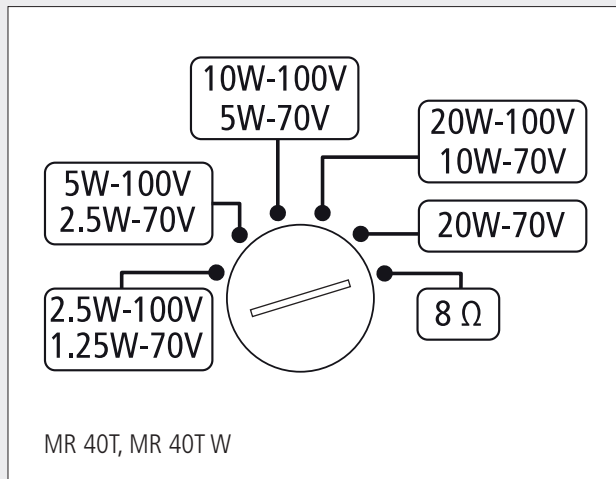 10W-100V
5W-70V
20W-100V
10W-70V
5W-100V
2.5W-70V
20W-70V
2.5W-100V
1.25W-70V
8 Ω
MR 40T, MR 40T W